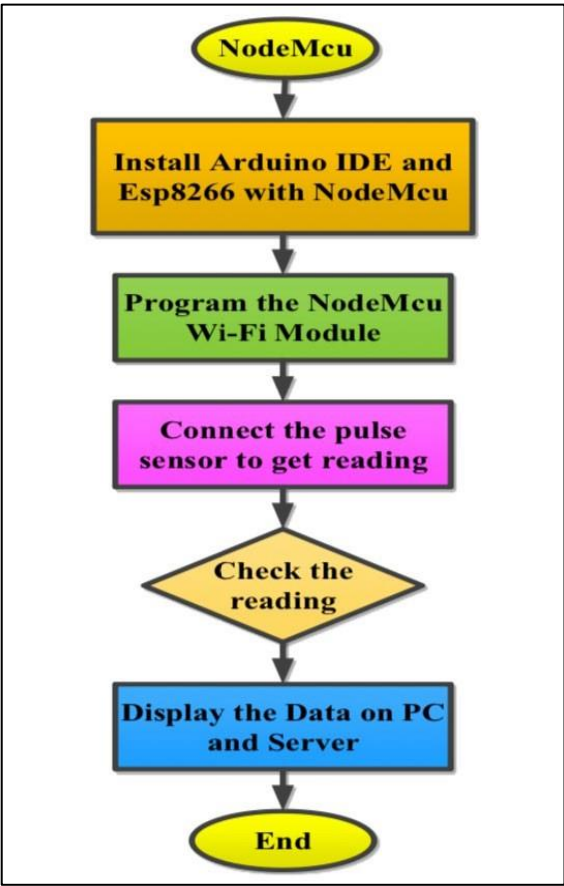 NodeMcu
Install Arduino IDE and
Esp8266 with NodeMcu
Program the NodeMcu
Wi-Fi Module
Connect the pulse
sensor to get reading
Check the
reading
Display the Data on PC
and Server
End